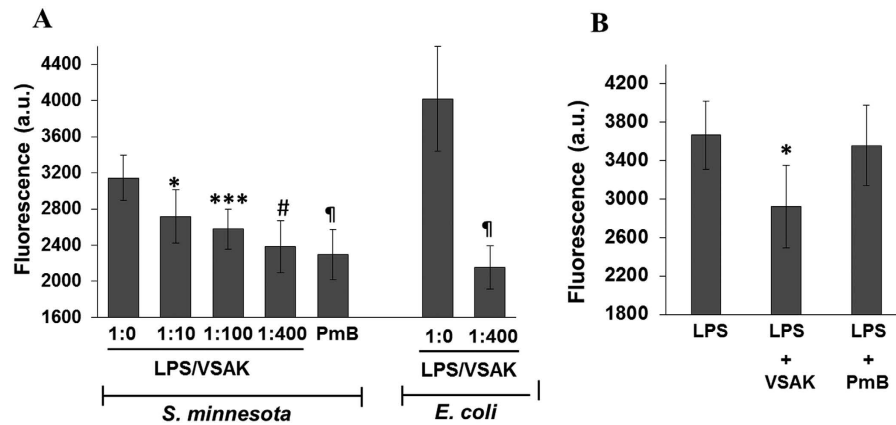 A
Fluorescence (a.u.)
4400
4000
3600
3200
2800
2400
2000
1600
*
***
#
¶
¶
1:0 1:10 1:100 1:400 PmB 1:0 1:400
LPS/VSAK LPS/VSAK
S. minnesota E. coli
B
Fluorescence (a.u.)
4200
3800
3400
3000
2600
2200
1800
*
LPS LPS LPS
+ +
VSAK PmB